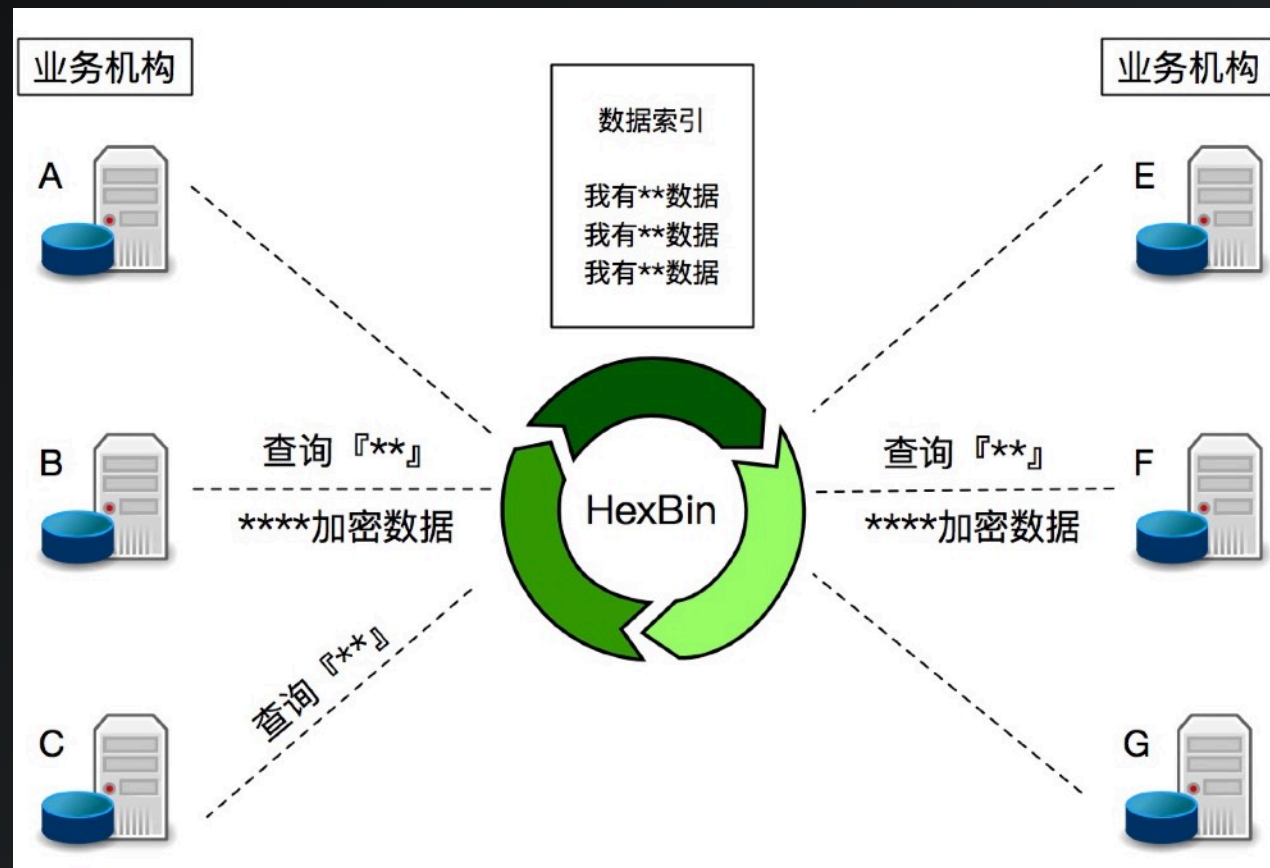 业务机构
业务机构
数据索引
我有**数据
我有**数据
我有**数据
A
E
B
查询『**』
****加密数据
HexBin
查询『**』
****加密数据
F
C
查询『**』
G